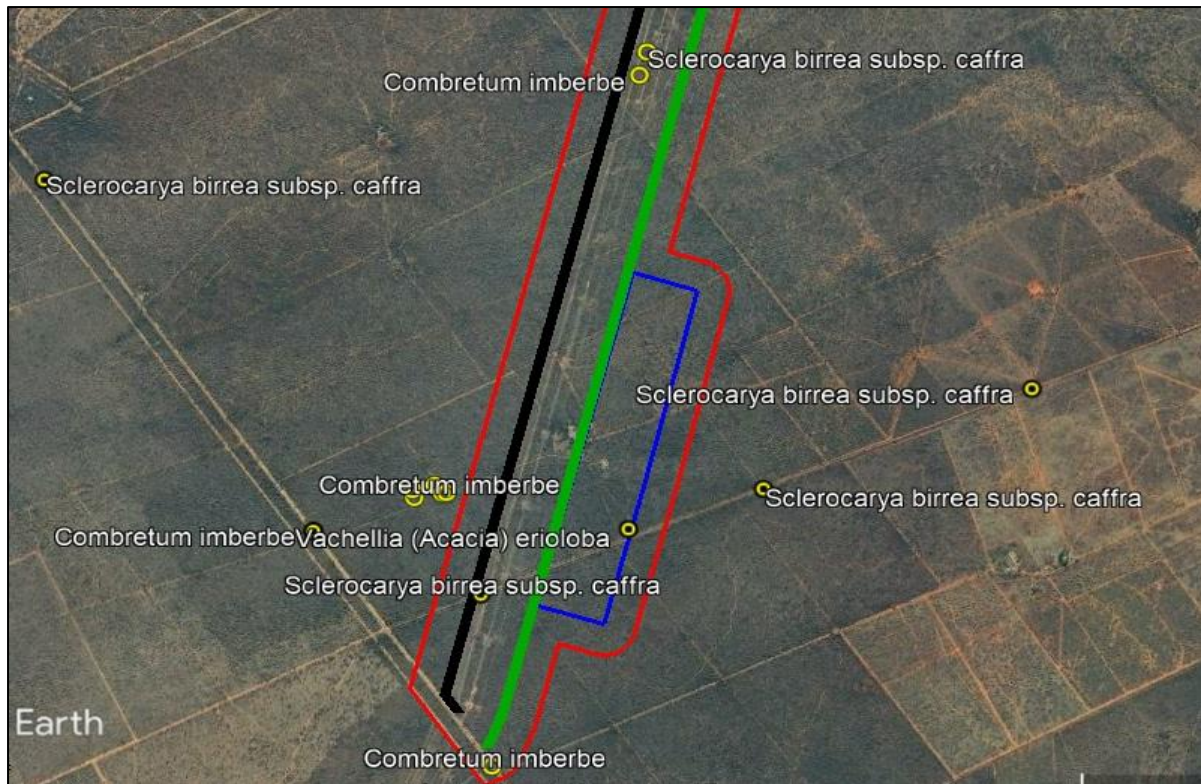 Sclerocarya birrea subsp. caffra
Combretum imberbe
Sclerocarya birrea subsp. caffra
Sclerocarya birrea subsp. caffra
Combretum imberbe
Sclerocarya birrea subsp. caffra
Combretum imberbe
Vachellia (Acacia) erioloba
Sclerocarya birrea subsp. caffra
Earth
Combretum imberbe